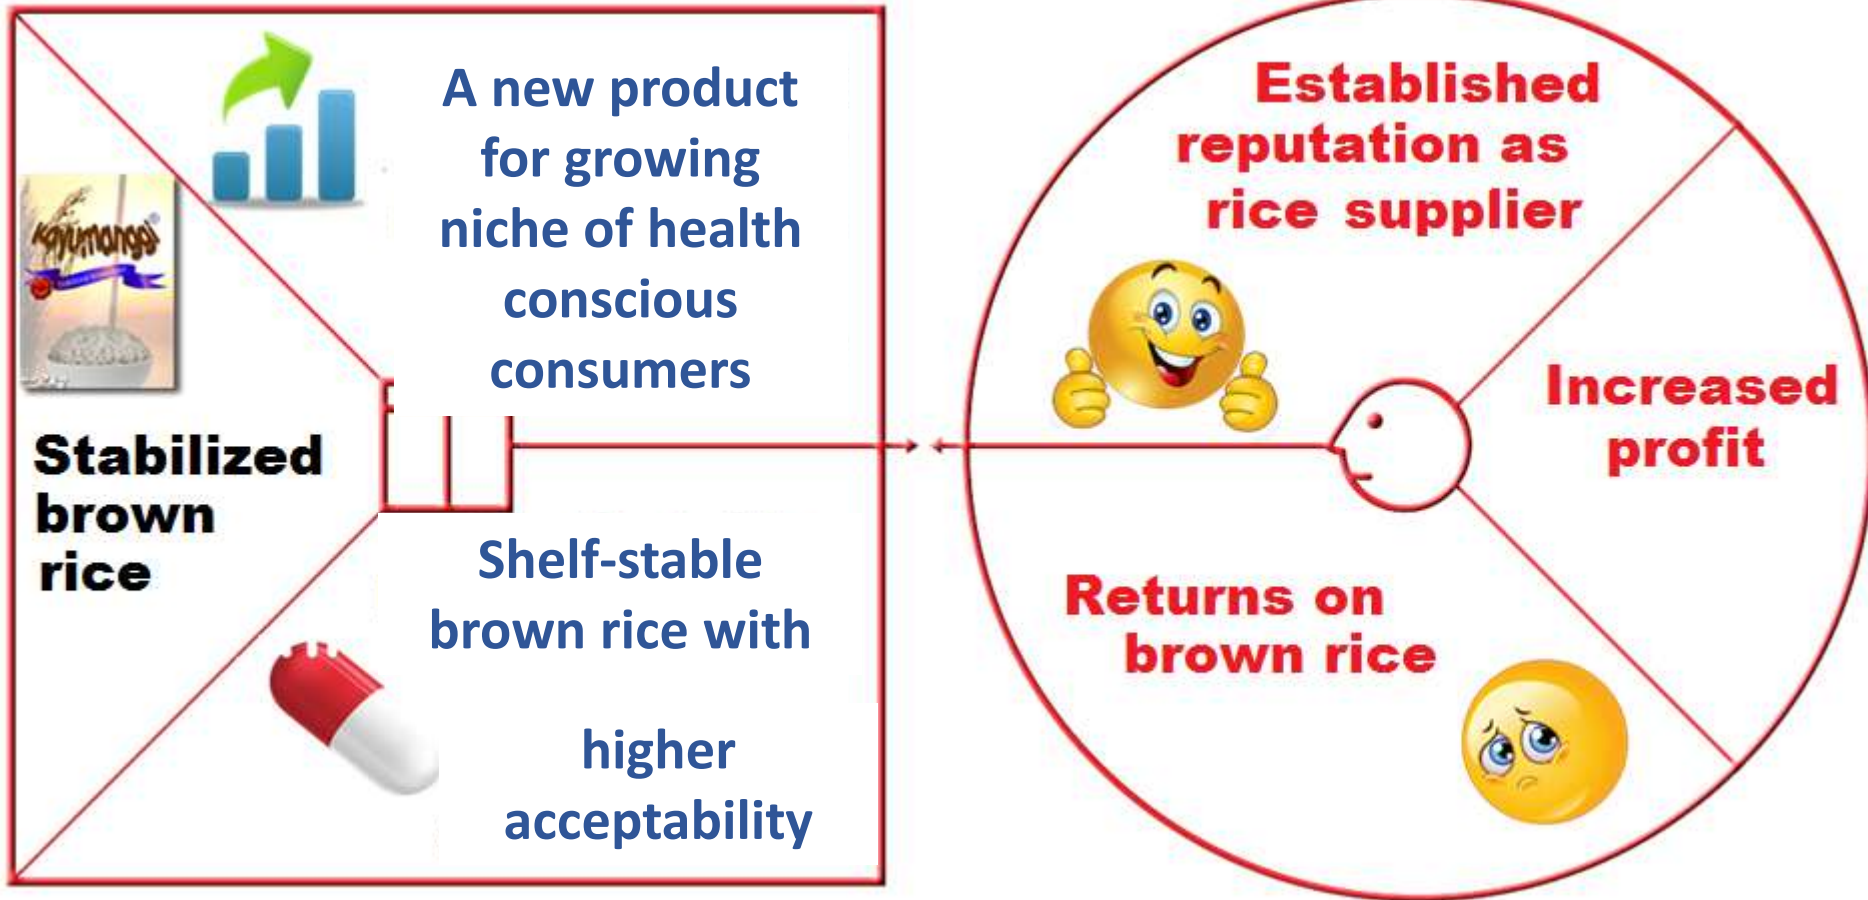 A new product
for growing
niche of health
conscious
consumers
Kayumanggi
Stabilized
brown
rice
Shelf-stable
brown rice with
higher
acceptability
Established
reputation as
rice supplier
Increased
profit
Returns on
brown rice